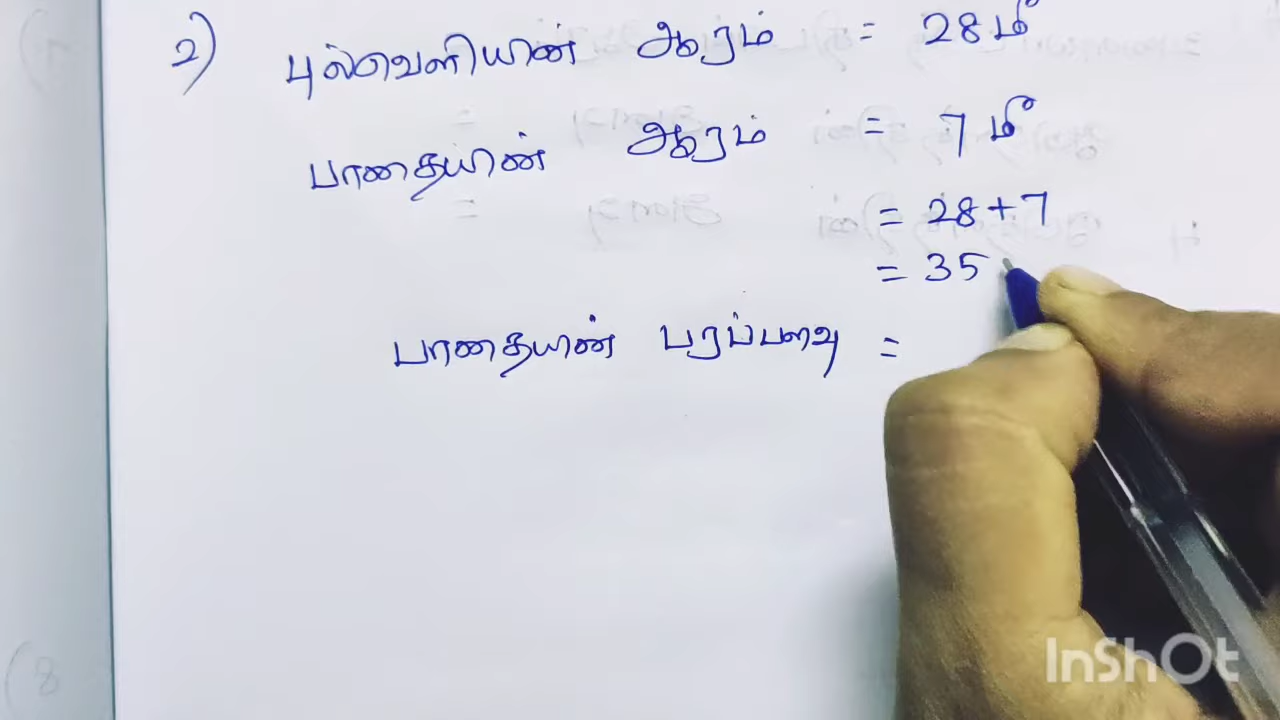 2) புல்வெளியின் ஆரம் = 28 மீ
பாதையின் ஆரம் = 7 மீ
= 28 + 7
= 35
பாதையின் பரப்பளவு =
InShOt